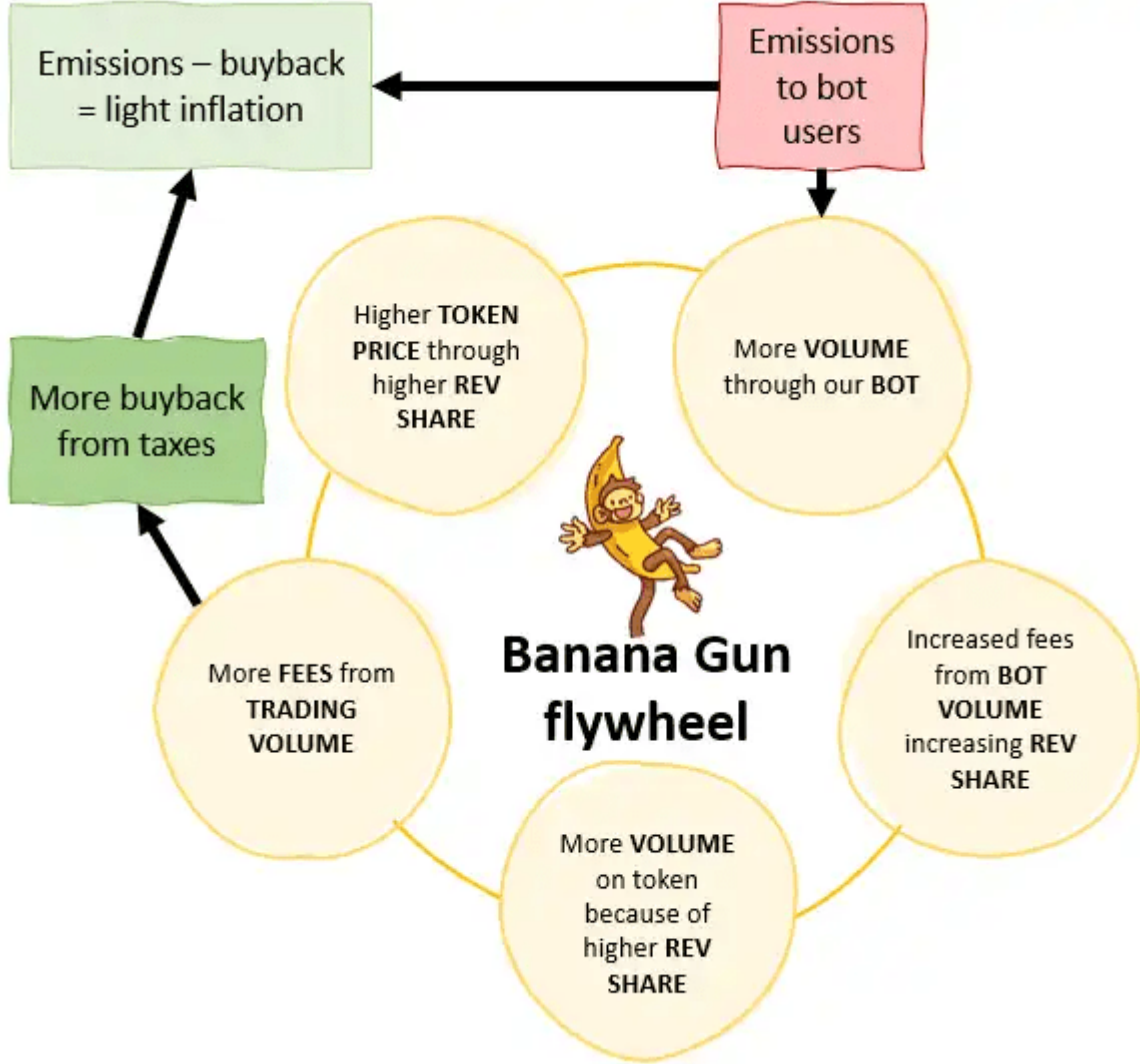 Emissions – buyback
= light inflation
Emissions
to bot
users
Higher TOKEN
PRICE through
higher REV
SHARE
More VOLUME
through our BOT
More buyback
from taxes
Banana Gun
flywheel
More FEES from
TRADING
VOLUME
Increased fees
from BOT
VOLUME
increasing REV
SHARE
More VOLUME
on token
because of
higher REV
SHARE